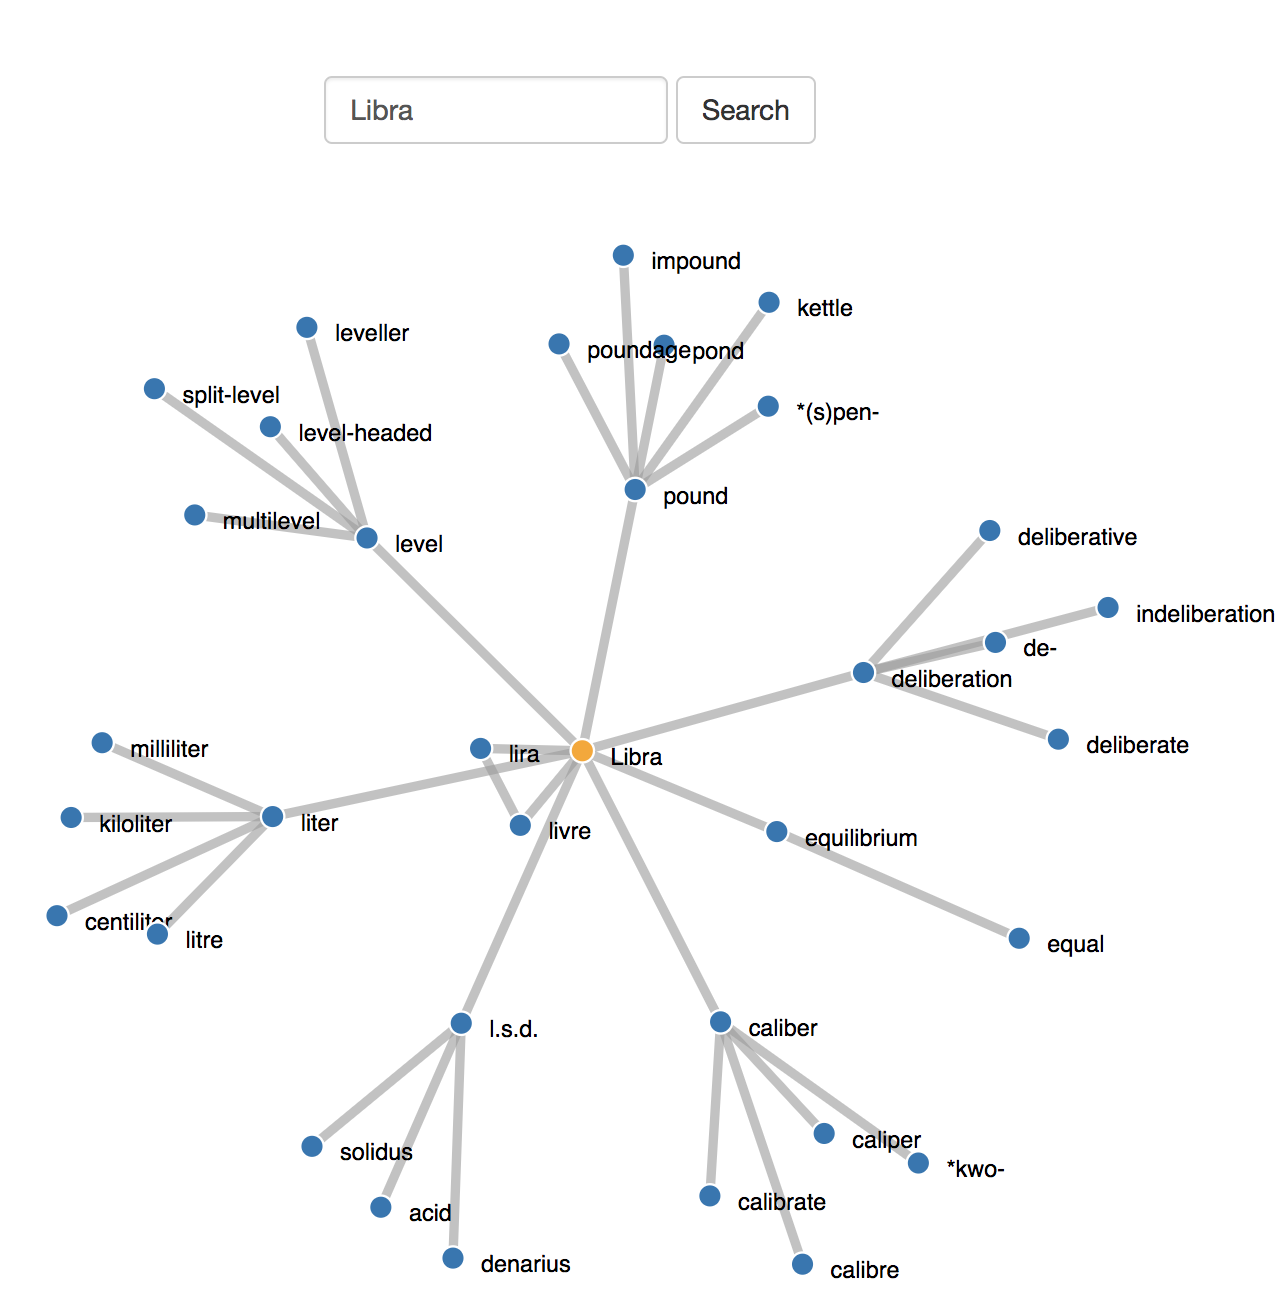 Libra
Search
impound
kettle
leveller
poundage
pond
split-level
*(s)pen-
level-headed
pound
multilevel
deliberative
level
indeliberation
de-
deliberation
deliberate
milliliter
lira
Libra
kiloliter
liter
livre
equilibrium
centiliter
litre
equal
l.s.d.
caliber
solidus
caliper
*kwo-
acid
calibrate
denarius
calibre